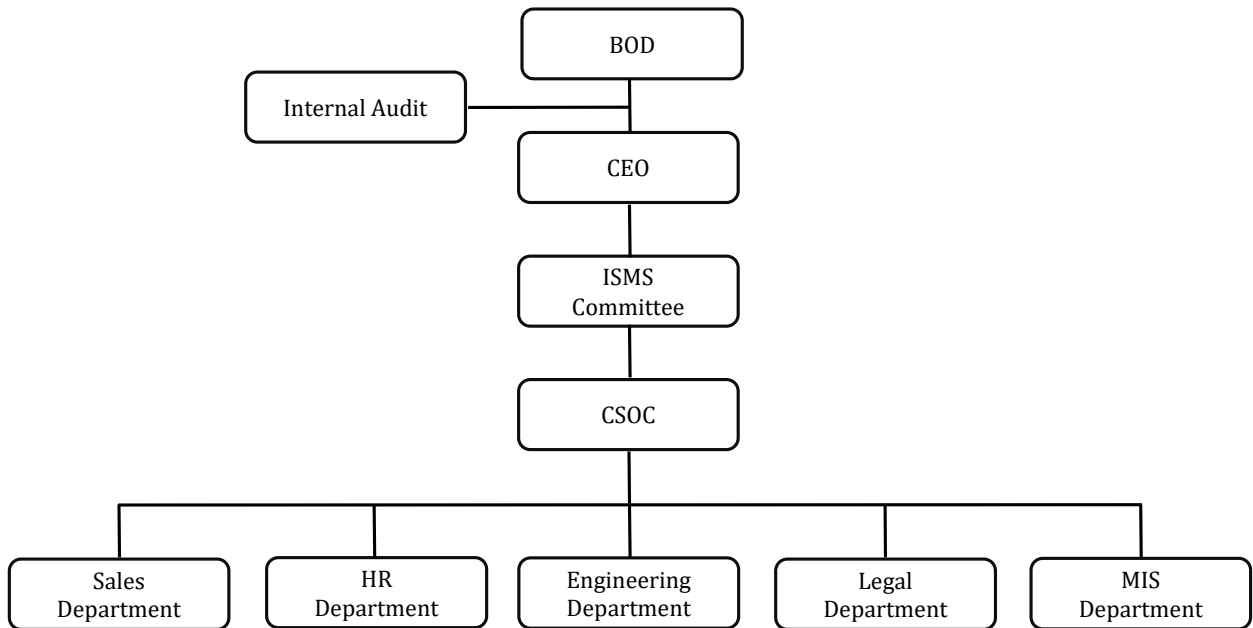 BOD
Internal Audit
CEO
ISMS
Committee
CSOC
Sales
Department
HR
Department
Engineering
Department
Legal
Department
MIS
Department